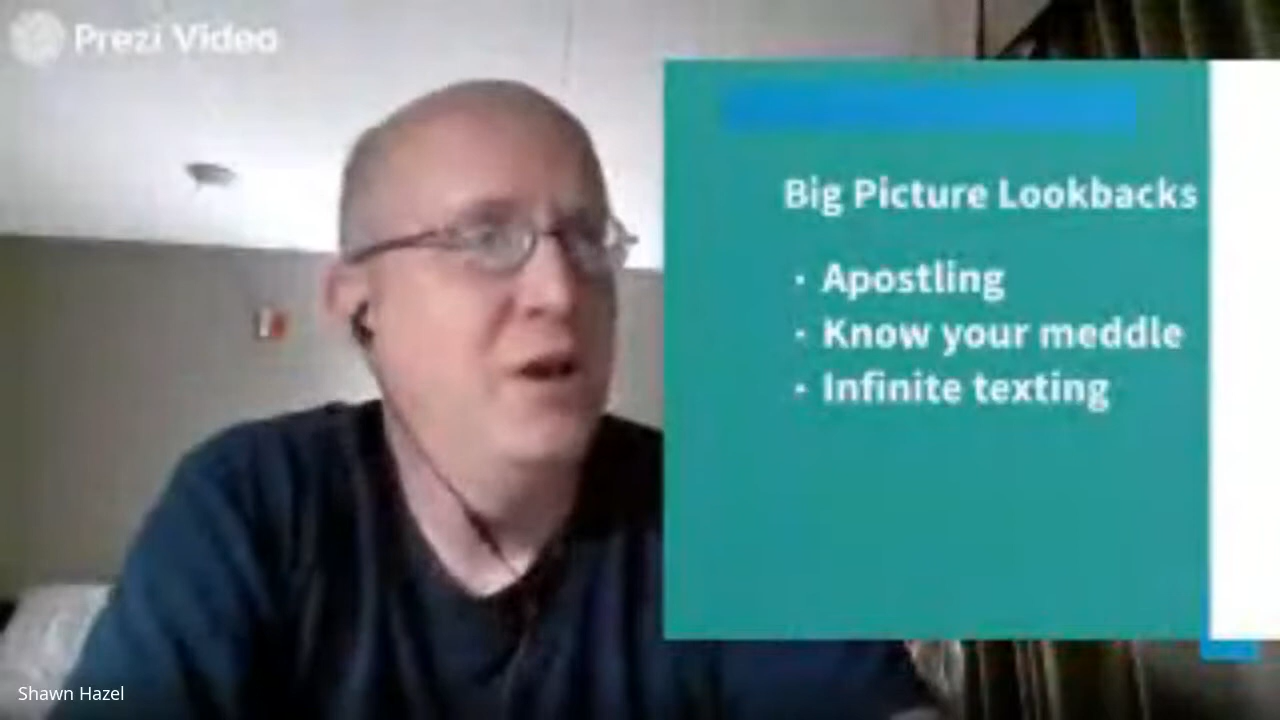 Prezi Video
Big Picture Lookbacks
· Apostling
· Know your meddle
· Infinite texting
Shawn Hazel